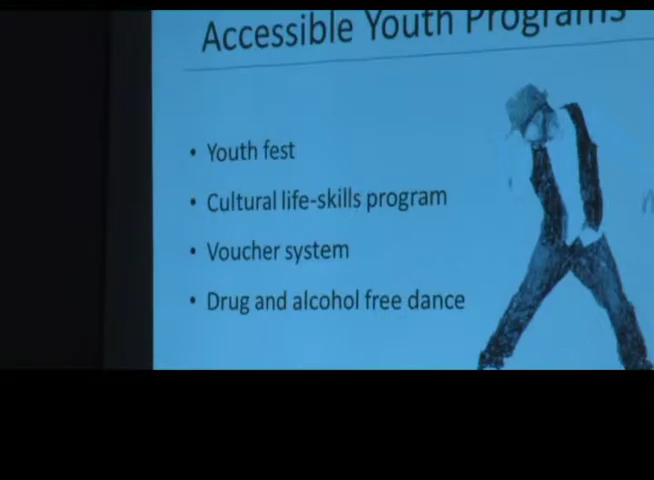 Accessible Youth Programs
• Youth fest
• Cultural life-skills program
• Voucher system
• Drug and alcohol free dance